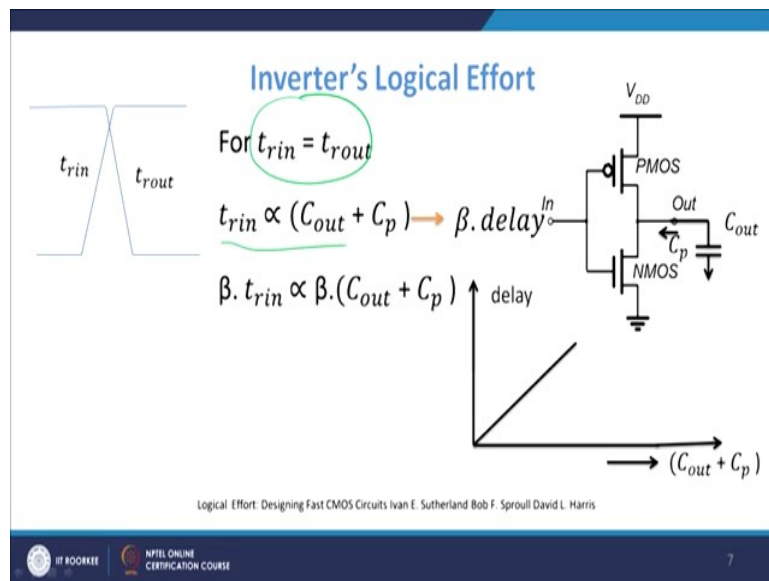 Inverter's Logical Effort
t_rin
t_rout
For t_rin = t_rout
t_rin ∝ (C_out + C_p) → β.delay
β. t_rin ∝ β.(C_out + C_p)
V_DD
PMOS
In
Out
C_out
C_p
NMOS
delay
(C_out + C_p)
Logical Effort: Designing Fast CMOS Circuits Ivan E. Sutherland Bob F. Sproull David L. Harris
IIT ROORKEE
NPTEL ONLINE
CERTIFICATION COURSE
7